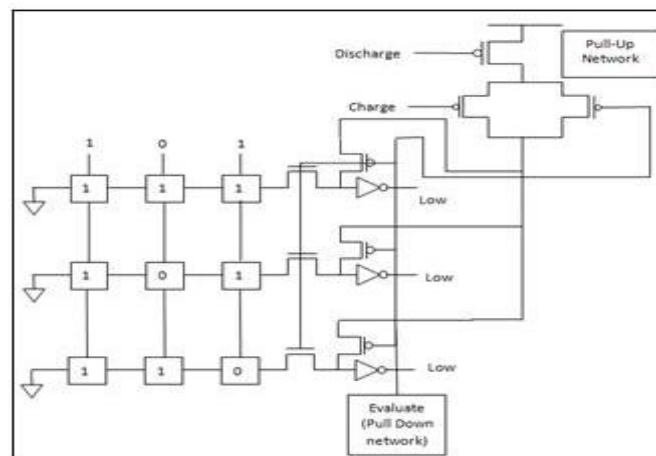 Discharge
Pull-Up
Network
Charge
1 0 1
1 1 1
Low
1 0 1
Low
1 1 0
Low
Evaluate
(Pull Down
network)